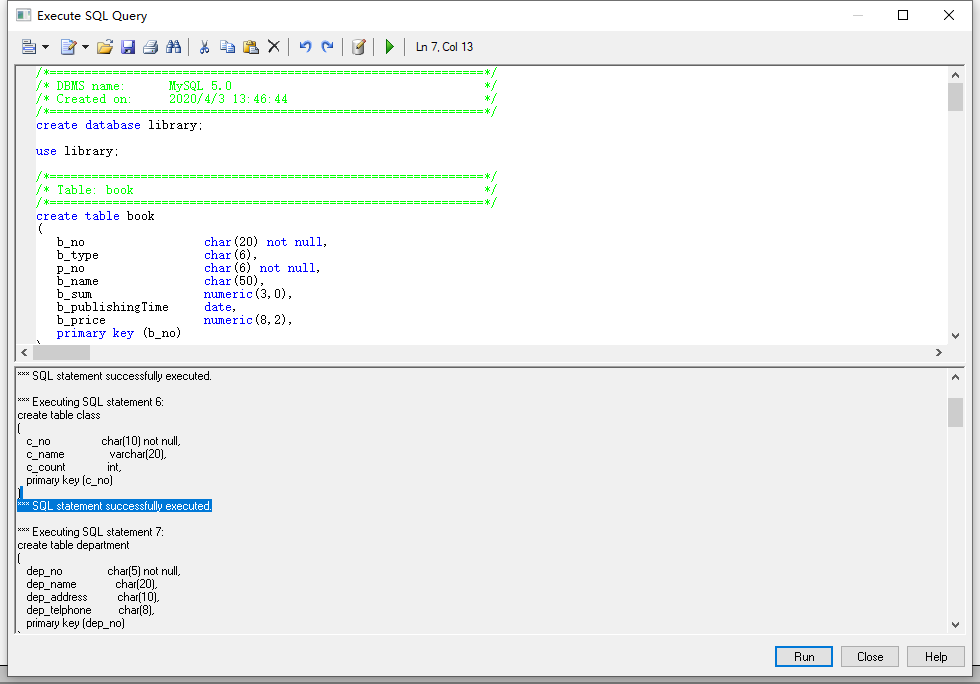 Execute SQL Query
Ln 7, Col 13
/*==============================================================*/
/* DBMS name:      MySQL 5.0                                    */
/* Created on:     2020/4/3 13:46:44                            */
/*==============================================================*/
create database library;
use library;
/*==============================================================*/
/* Table: book                                                  */
/*==============================================================*/
create table book
(
b_no                 char(20) not null,
b_type               char(6),
p_no                 char(6) not null,
b_name               char(50),
b_sum                numeric(3,0),
b_publishingTime     date,
b_price              numeric(8,2),
primary key (b_no)
*** SQL statement successfully executed.
*** Executing SQL statement 6:
create table class
(
c_no                 char(10) not null,
c_name               varchar(20),
c_count              int,
primary key (c_no)
)
*** SQL statement successfully executed.
*** Executing SQL statement 7:
create table department
(
dep_no               char(5) not null,
dep_name             char(20),
dep_address          char(10),
dep_telphone         char(8),
primary key (dep_no)
Run
Close
Help